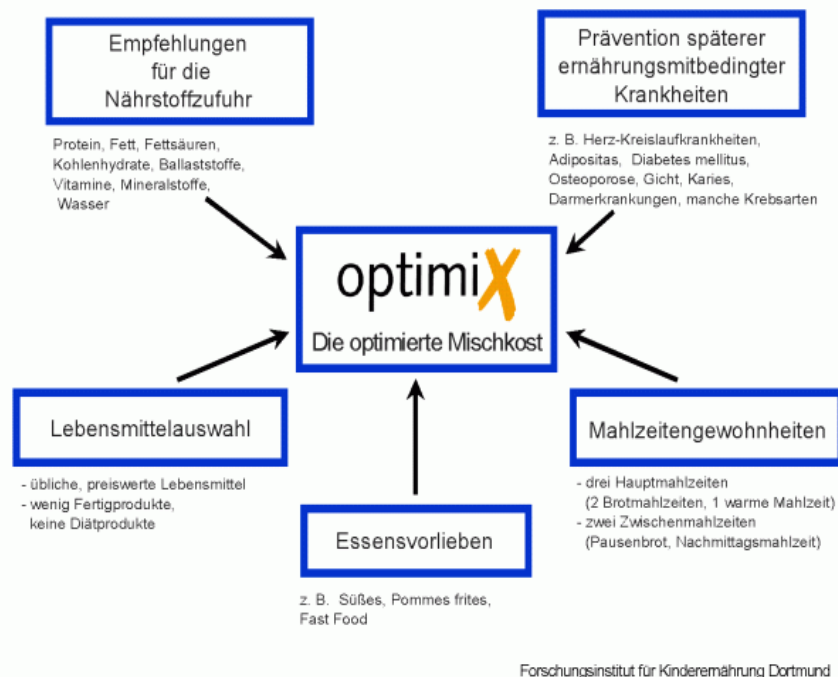 Empfehlungen
für die
Nährstoffzufuhr
Protein, Fett, Fettsäuren,
Kohlenhydrate, Ballaststoffe,
Vitamine, Mineralstoffe,
Wasser
Prävention späterer
ernährungsmitbedingter
Krankheiten
z. B. Herz-Kreislaufkrankheiten,
Adipositas, Diabetes mellitus,
Osteoporose, Gicht, Karies,
Darmerkrankungen, manche Krebsarten
optimiX
Die optimierte Mischkost
Lebensmittelauswahl
- übliche, preiswerte Lebensmittel
- wenig Fertigprodukte,
keine Diätprodukte
Essensvorlieben
z. B. Süßes, Pommes frites,
Fast Food
Mahlzeitengewohnheiten
- drei Hauptmahlzeiten
(2 Brotmahlzeiten, 1 warme Mahlzeit)
- zwei Zwischenmahlzeiten
(Pausenbrot, Nachmittagsmahlzeit)
Forschungsinstitut für Kinderernährung Dortmund